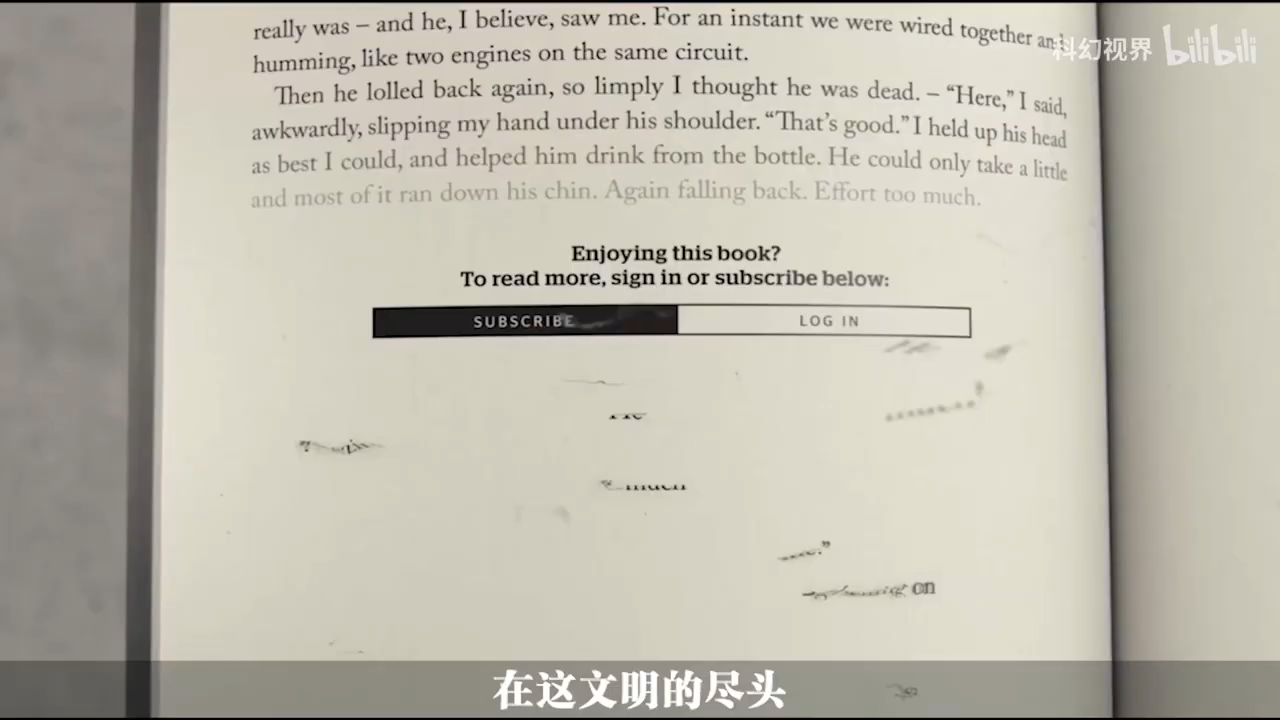 really was – and he, I believe, saw me. For an instant we were wired together and
科幻视界 bilibili
humming, like two engines on the same circuit.
Then he lolled back again, so limply I thought he was dead. – “Here,” I said,
awkwardly, slipping my hand under his shoulder. “That’s good.” I held up his head
as best I could, and helped him drink from the bottle. He could only take a little
and most of it ran down his chin. Again falling back. Effort too much.
Enjoying this book?
To read more, sign in or subscribe below:
SUBSCRIBE
LOG IN
much
on
在这文明的尽头